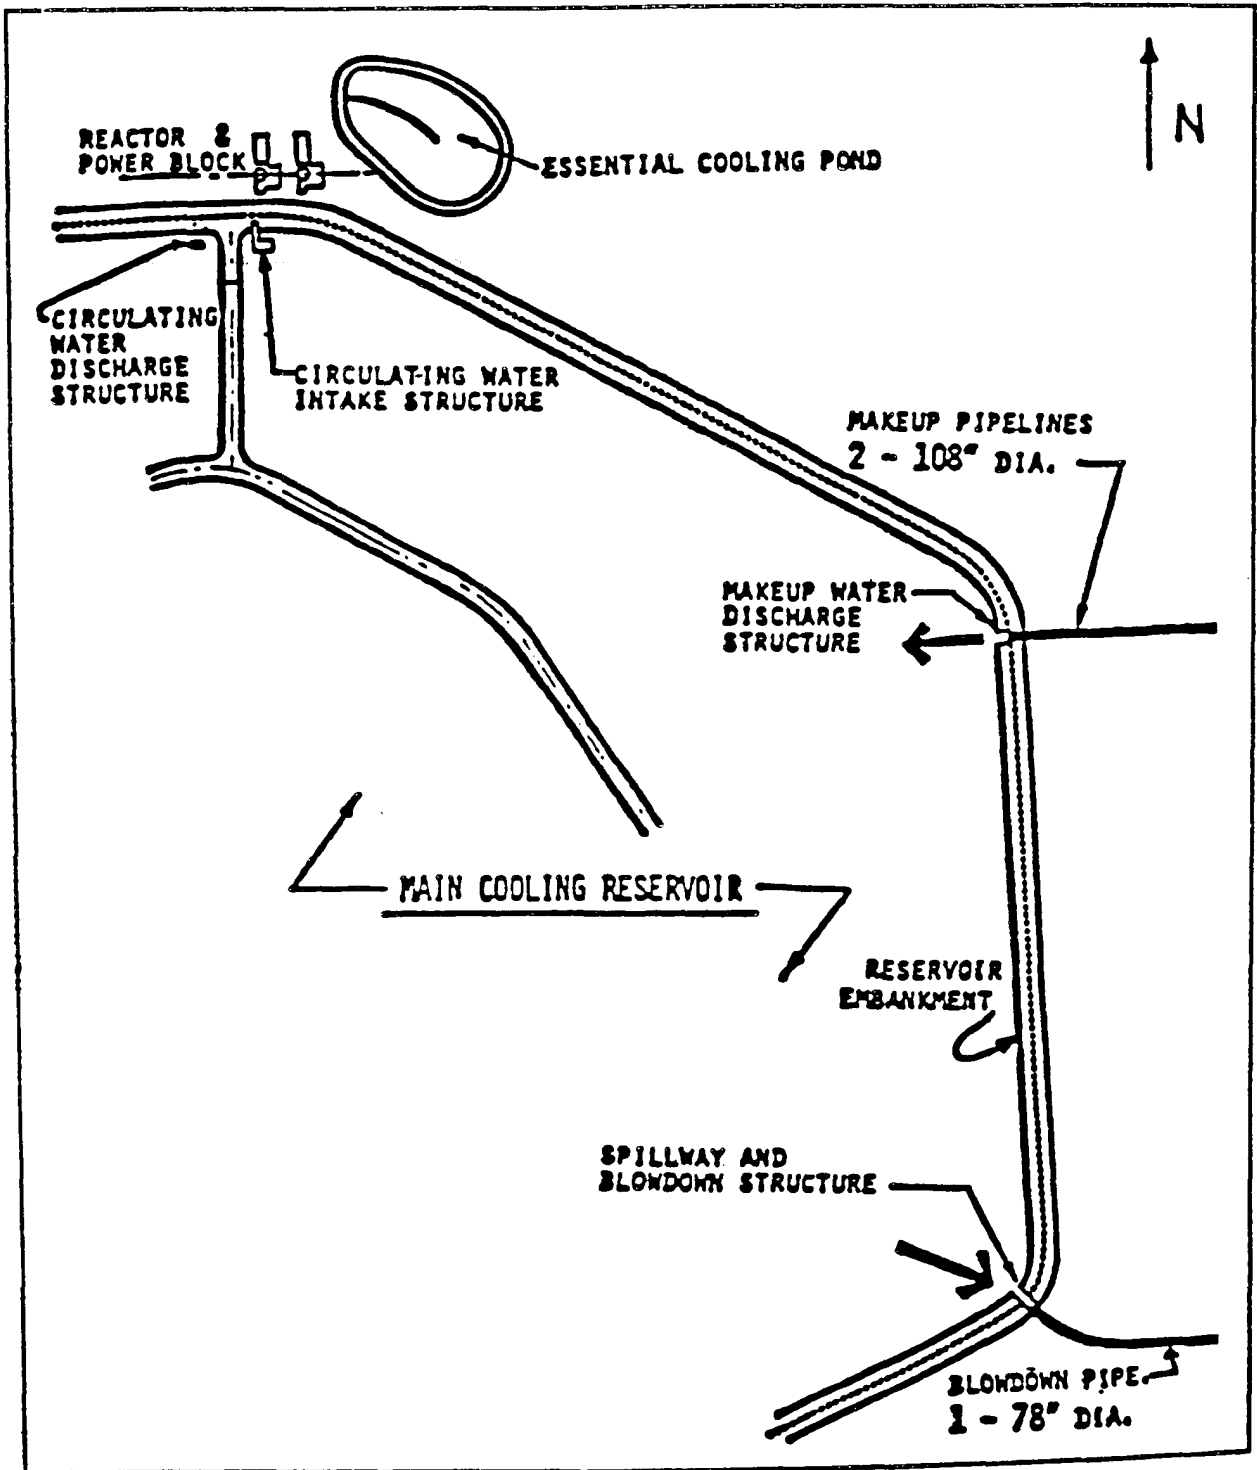 N
REACTOR &
POWER BLOCK
ESSENTIAL COOLING POND
CIRCULATING
WATER
DISCHARGE
STRUCTURE
CIRCULATING WATER
INTAKE STRUCTURE
MAKEUP PIPELINES
2 - 108" DIA.
MAKEUP WATER
DISCHARGE
STRUCTURE
MAIN COOLING RESERVOIR
RESERVOIR
EMBANKMENT
SPILLWAY AND
BLOWDOWN STRUCTURE
BLOWDOWN PIPE
1 - 78" DIA.